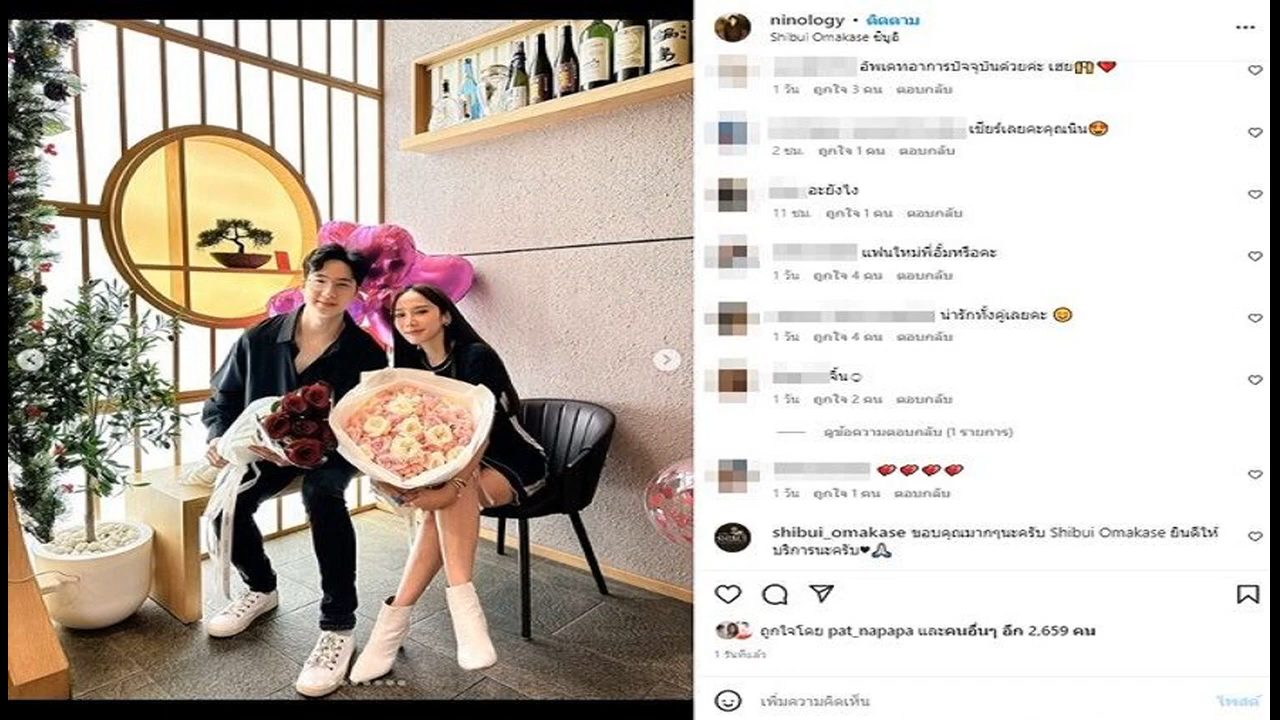 ninology • ติดตาม
Shibui Omakase ชิบูอิ
อัพเดทอาการปัจจุบันด่วยค่ะ เฮีย
1 วัน ถูกใจ 3 คน ตอบกลับ
เชียร์เลยคะคุณนิน😍
2 ชม. ถูกใจ 1 คน ตอบกลับ
อะยังไง
11 ชม. ถูกใจ 1 คน ตอบกลับ
แฟนใหม่พี่อั้มหรือคะ
1 วัน ถูกใจ 4 คน ตอบกลับ
น่ารักทั้งคู่เลยคะ 😊
1 วัน ถูกใจ 4 คน ตอบกลับ
จิ้น☺
1 วัน ถูกใจ 2 คน ตอบกลับ
ดูข้อความตอบกลับ (1 รายการ)
💕💕💕💕
1 วัน ถูกใจ 1 คน ตอบกลับ
shibui_omakase ขอบคุณมากๆนะครับ Shibui Omakase ยินดีให้
บริการนะครับ❤🙏
ถูกใจโดย pat_napapa และคนอื่นๆ อีก 2,659 คน
1 วันที่แล้ว
เพิ่มความคิดเห็น
โพสต์